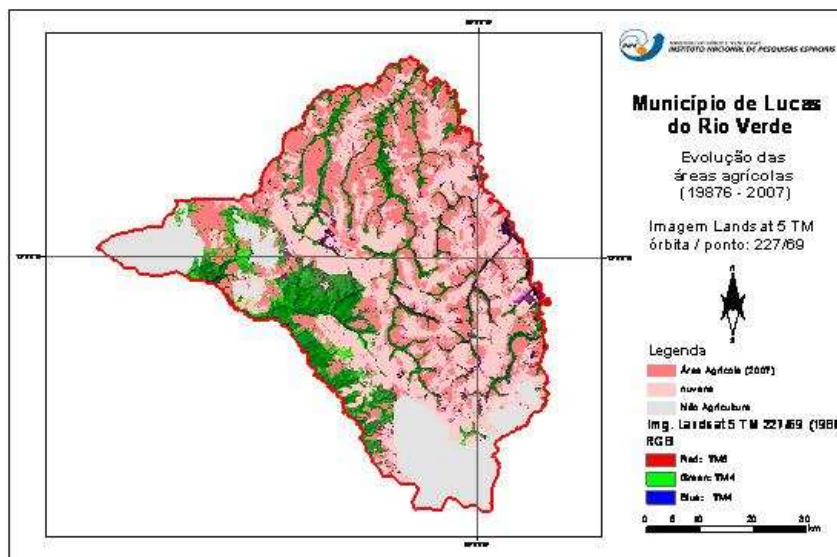 INSTITUTO NACIONAL DE PESQUISAS ESPACIAIS
Município de Lucas
do Rio Verde
Evolução das
áreas agrícolas
(19876 - 2007)
Imagem Landsat 5 TM
órbita / ponto: 227/69
Legenda
Área Agrícola (2007)
nuvens
Não Agricultura
Img. Landsat 5 TM 227/69 (198
RGB
Red: TM5
Green: TM4
Blue: TM4
0 5 10 20 30
km